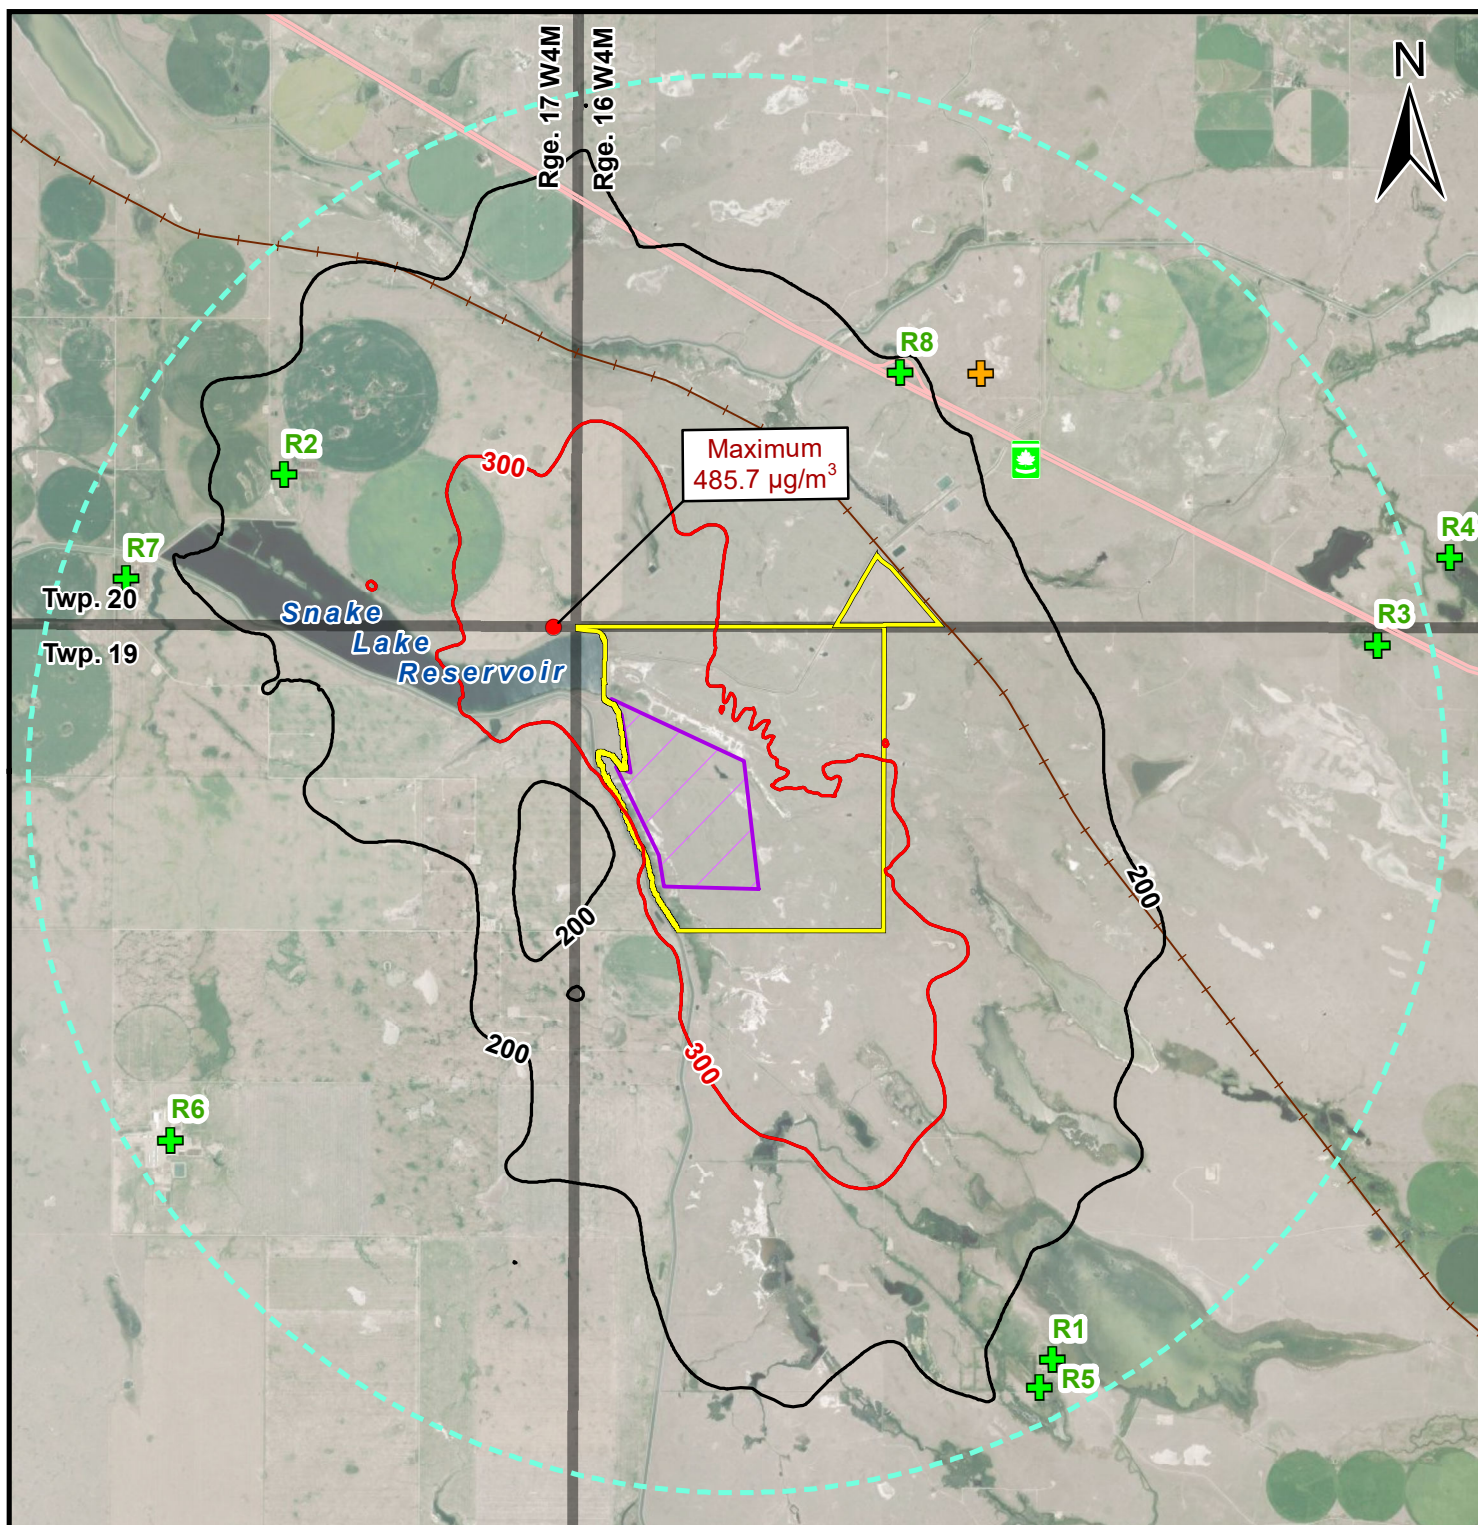 Rge. 17 W4M
Rge. 16 W4M
N
R8
R2
300
Maximum
485.7 µg/m³
R7
R4
Twp. 20
Snake
Lake
Reservoir
R3
Twp. 19
200
200
200
300
R6
R1
R5